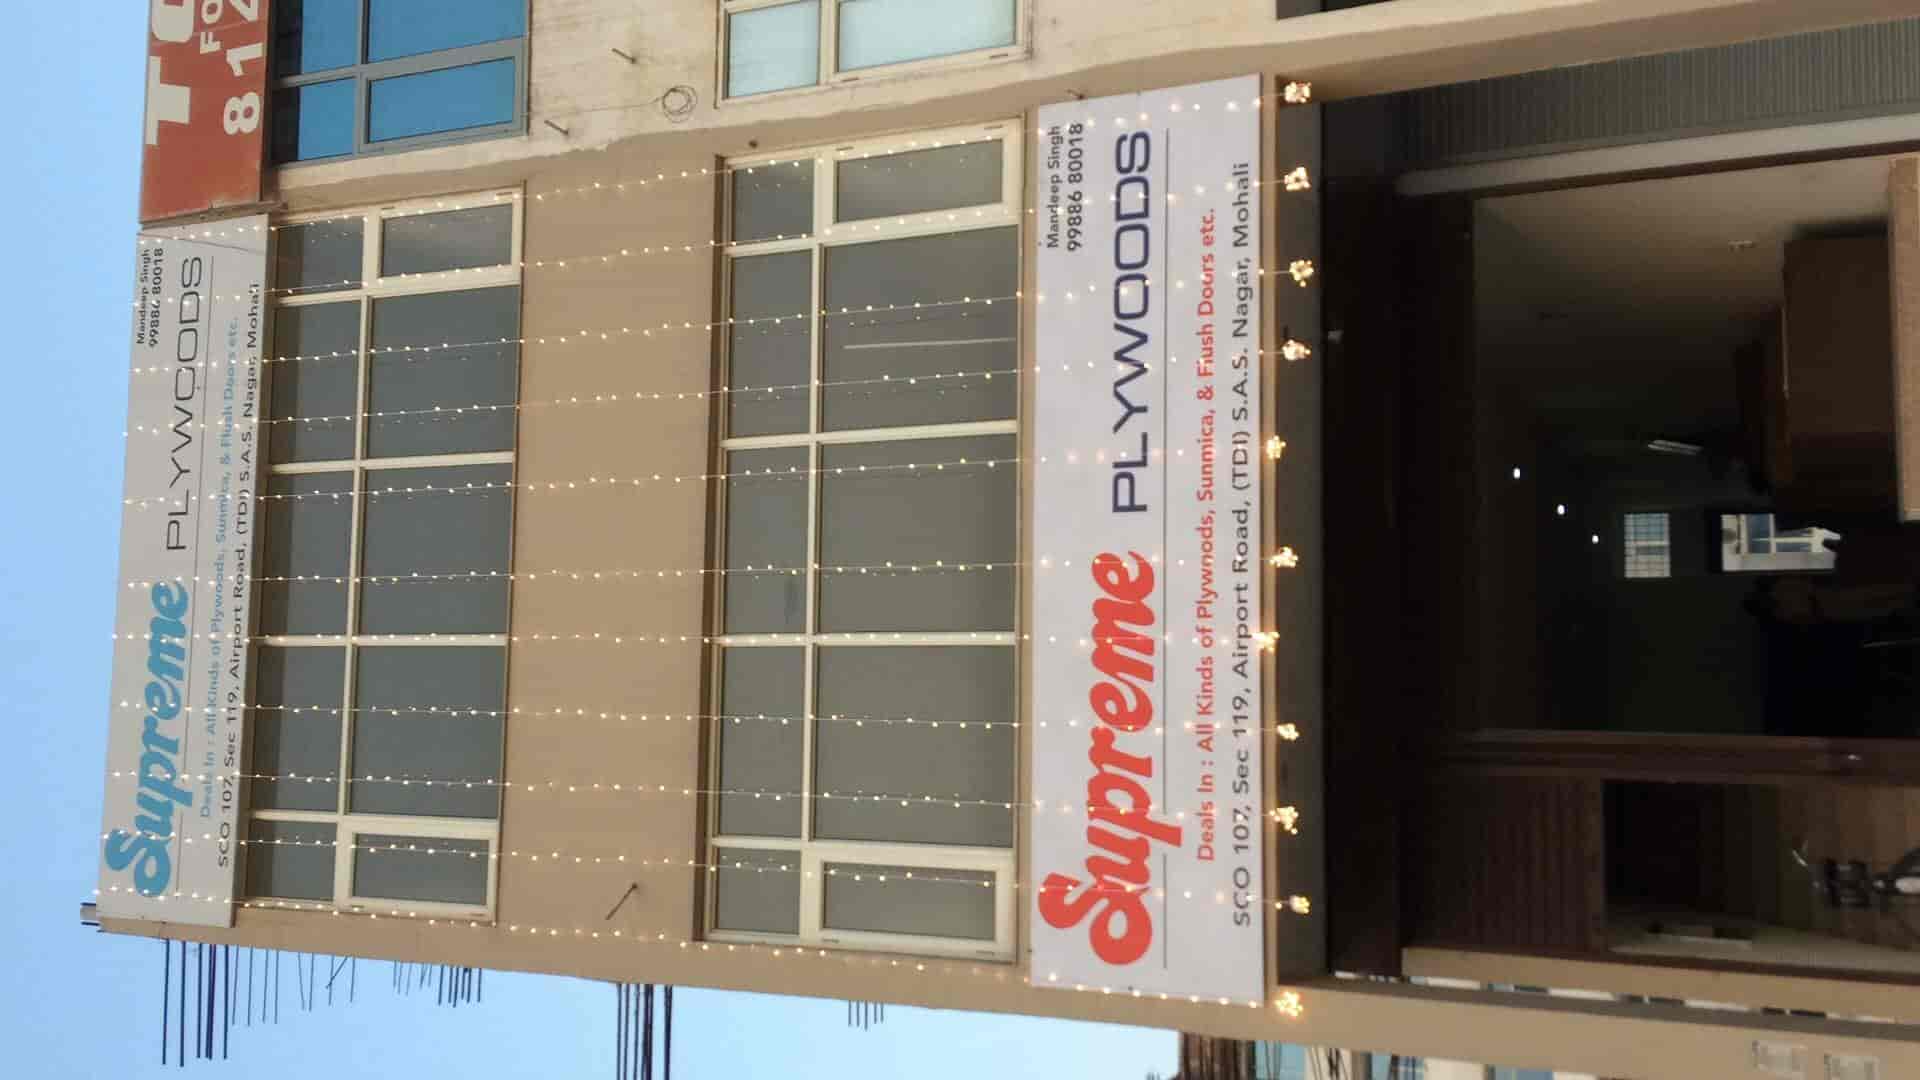 T
FO
812
Mandeep Singh
99886 80018
Supreme PLYWOODS
Deals In : All Kinds of Plywoods, Sunmica, & Flush Doors etc.
SCO 107, Sec 119, Airport Road, (TDI) S.A.S. Nagar, Mohali
Mandeep Singh
99886 80018
Supreme PLYWOODS
Deals In : All Kinds of Plywoods, Sunmica, & Flush Doors etc.
SCO 107, Sec 119, Airport Road, (TDI) S.A.S. Nagar, Mohali